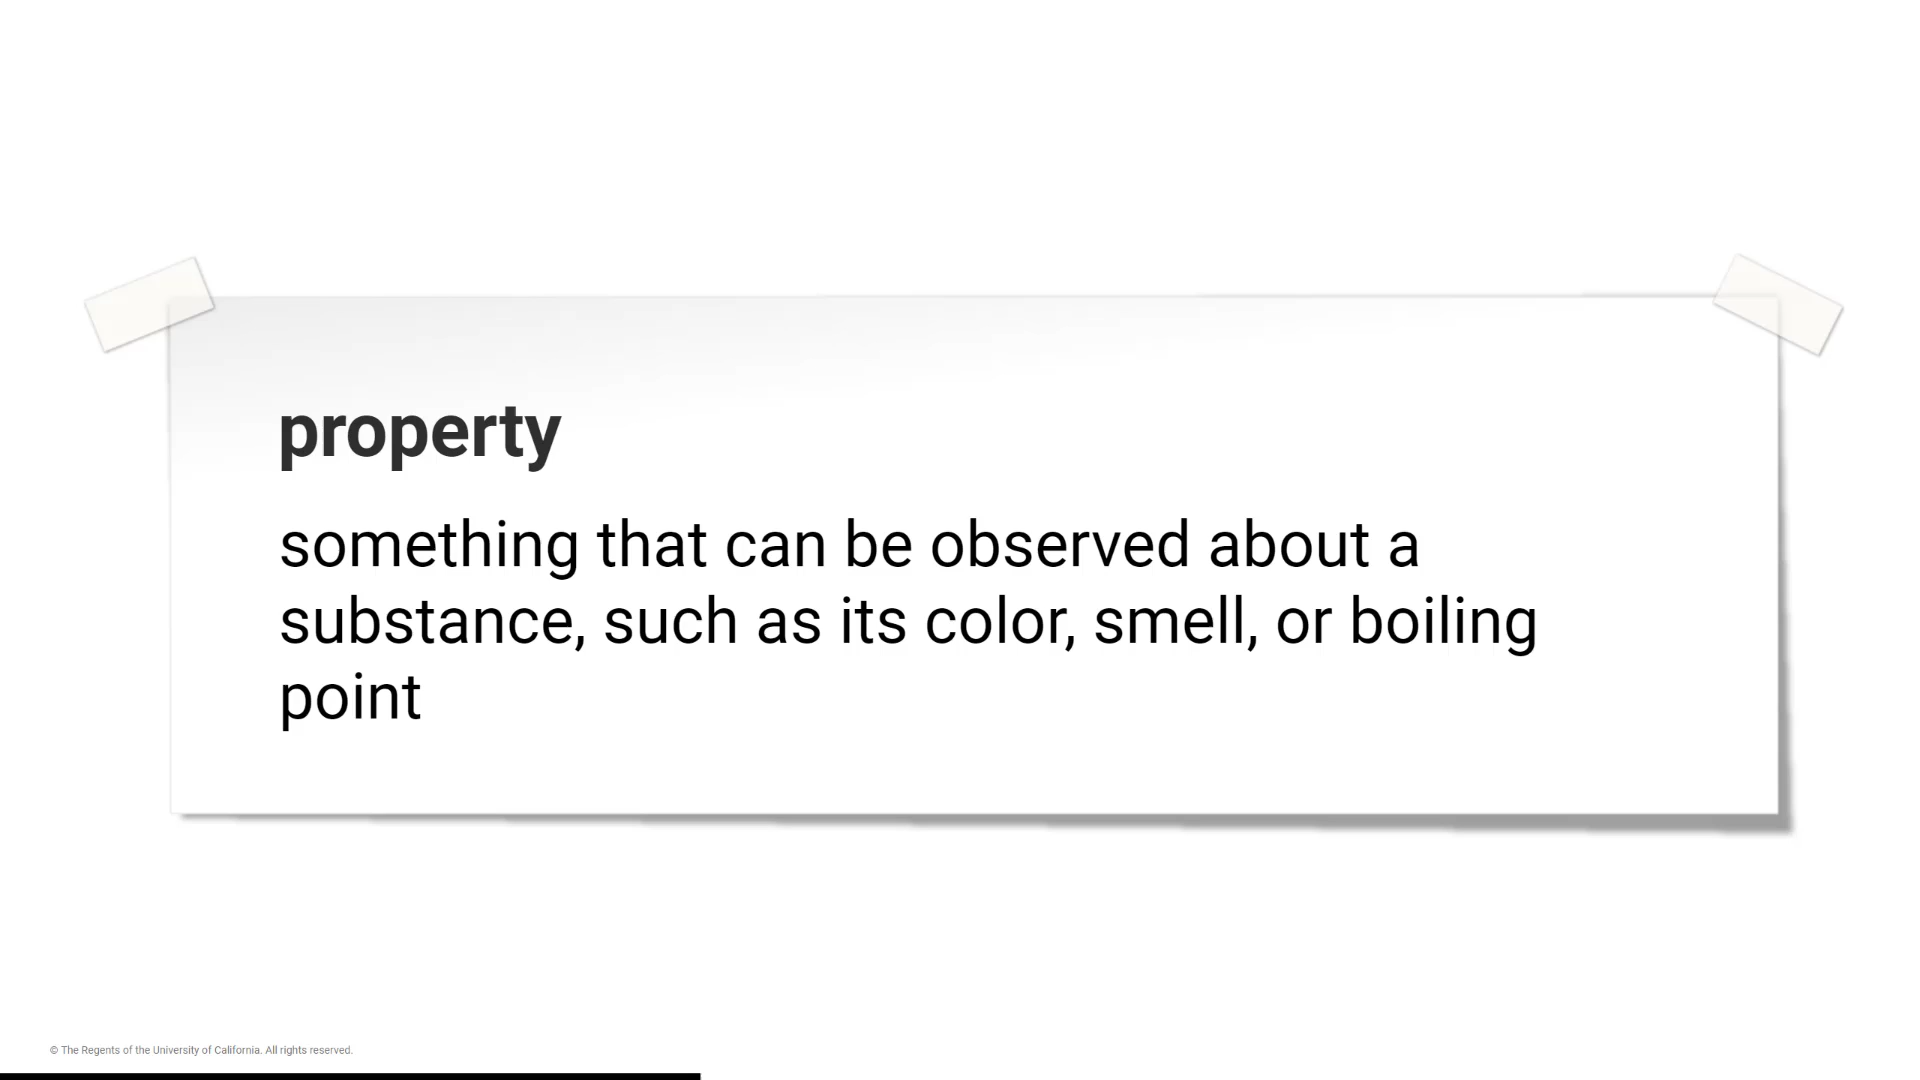 property
something that can be observed about a
substance, such as its color, smell, or boiling
point
© The Regents of the University of California. All rights reserved.